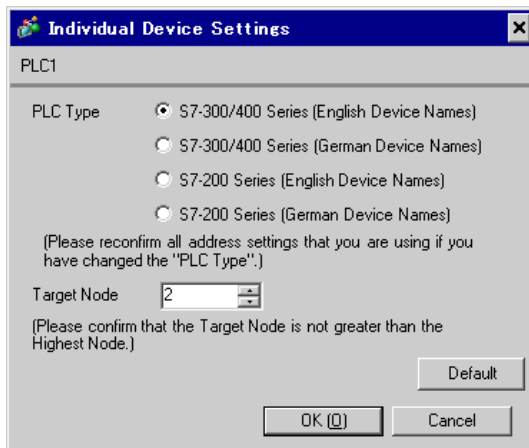 Individual Device Settings
PLC1
PLC Type
S7-300/400 Series (English Device Names)
S7-300/400 Series (German Device Names)
S7-200 Series (English Device Names)
S7-200 Series (German Device Names)
(Please reconfirm all address settings that you are using if you
have changed the "PLC Type".)
Target Node 2
(Please confirm that the Target Node is not greater than the
Highest Node.)
Default
OK (O) Cancel